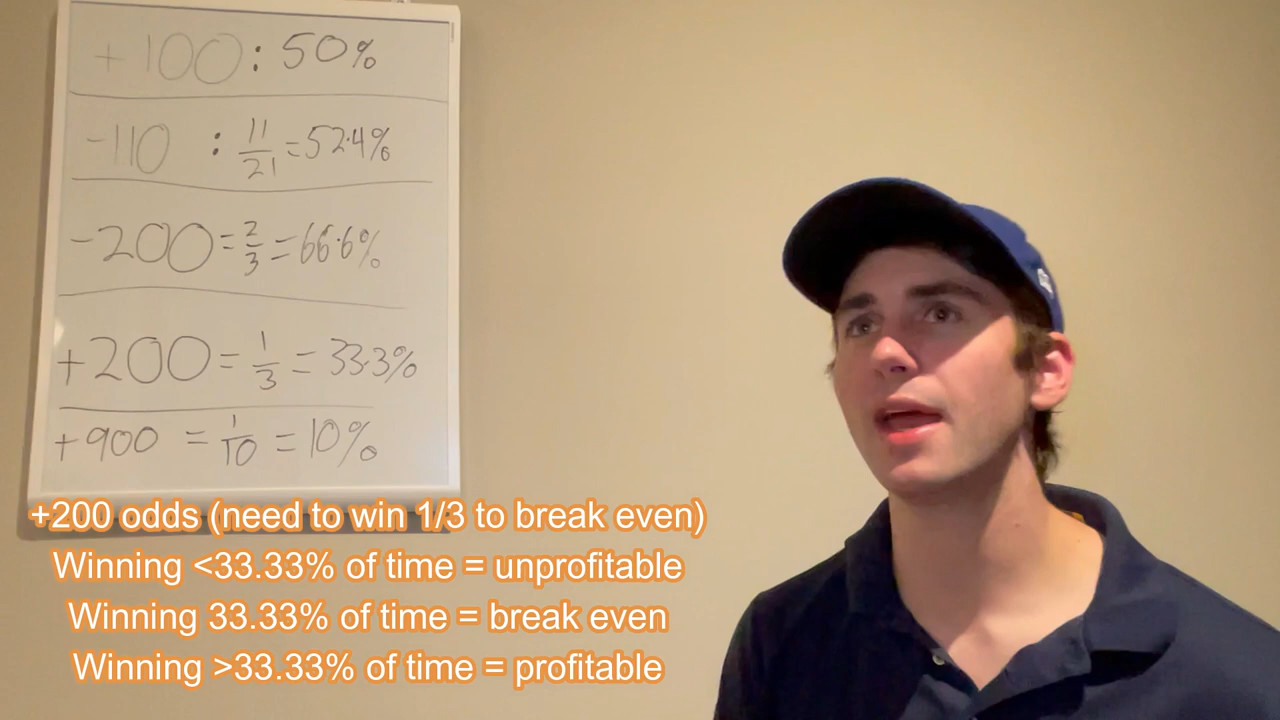 +100: 50%
-110 : 11/21 = 52.4%
-200 = 2/3 = 66.6%
+200 = 1/3 = 33.3%
+900 = 1/10 = 10%
+200 odds (need to win 1/3 to break even)
Winning <33.33% of time = unprofitable
Winning 33.33% of time = break even
Winning >33.33% of time = profitable